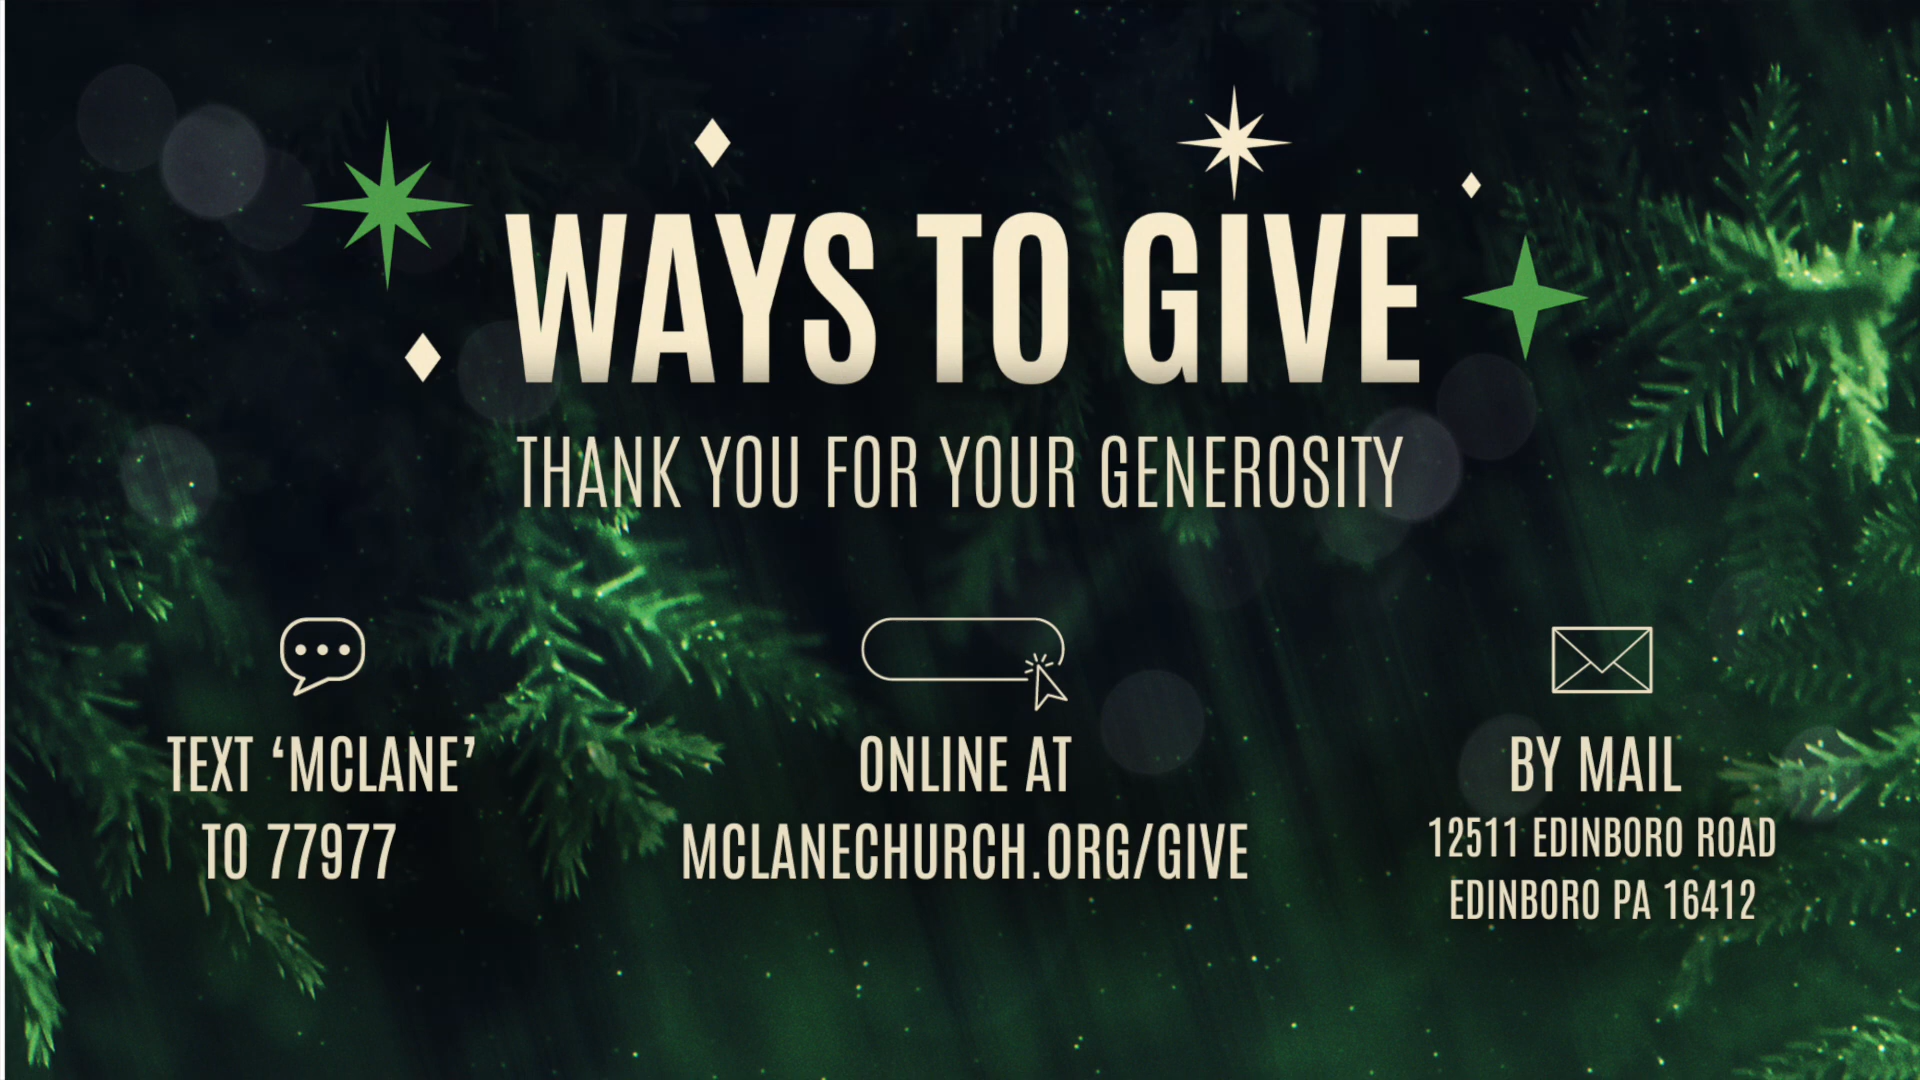 WAYS TO GIVE
THANK YOU FOR YOUR GENEROSITY
TEXT ‘MCLANE’
TO 77977
ONLINE AT
MCLANECHURCH.ORG/GIVE
BY MAIL
12511 EDINBORO ROAD
EDINBORO PA 16412